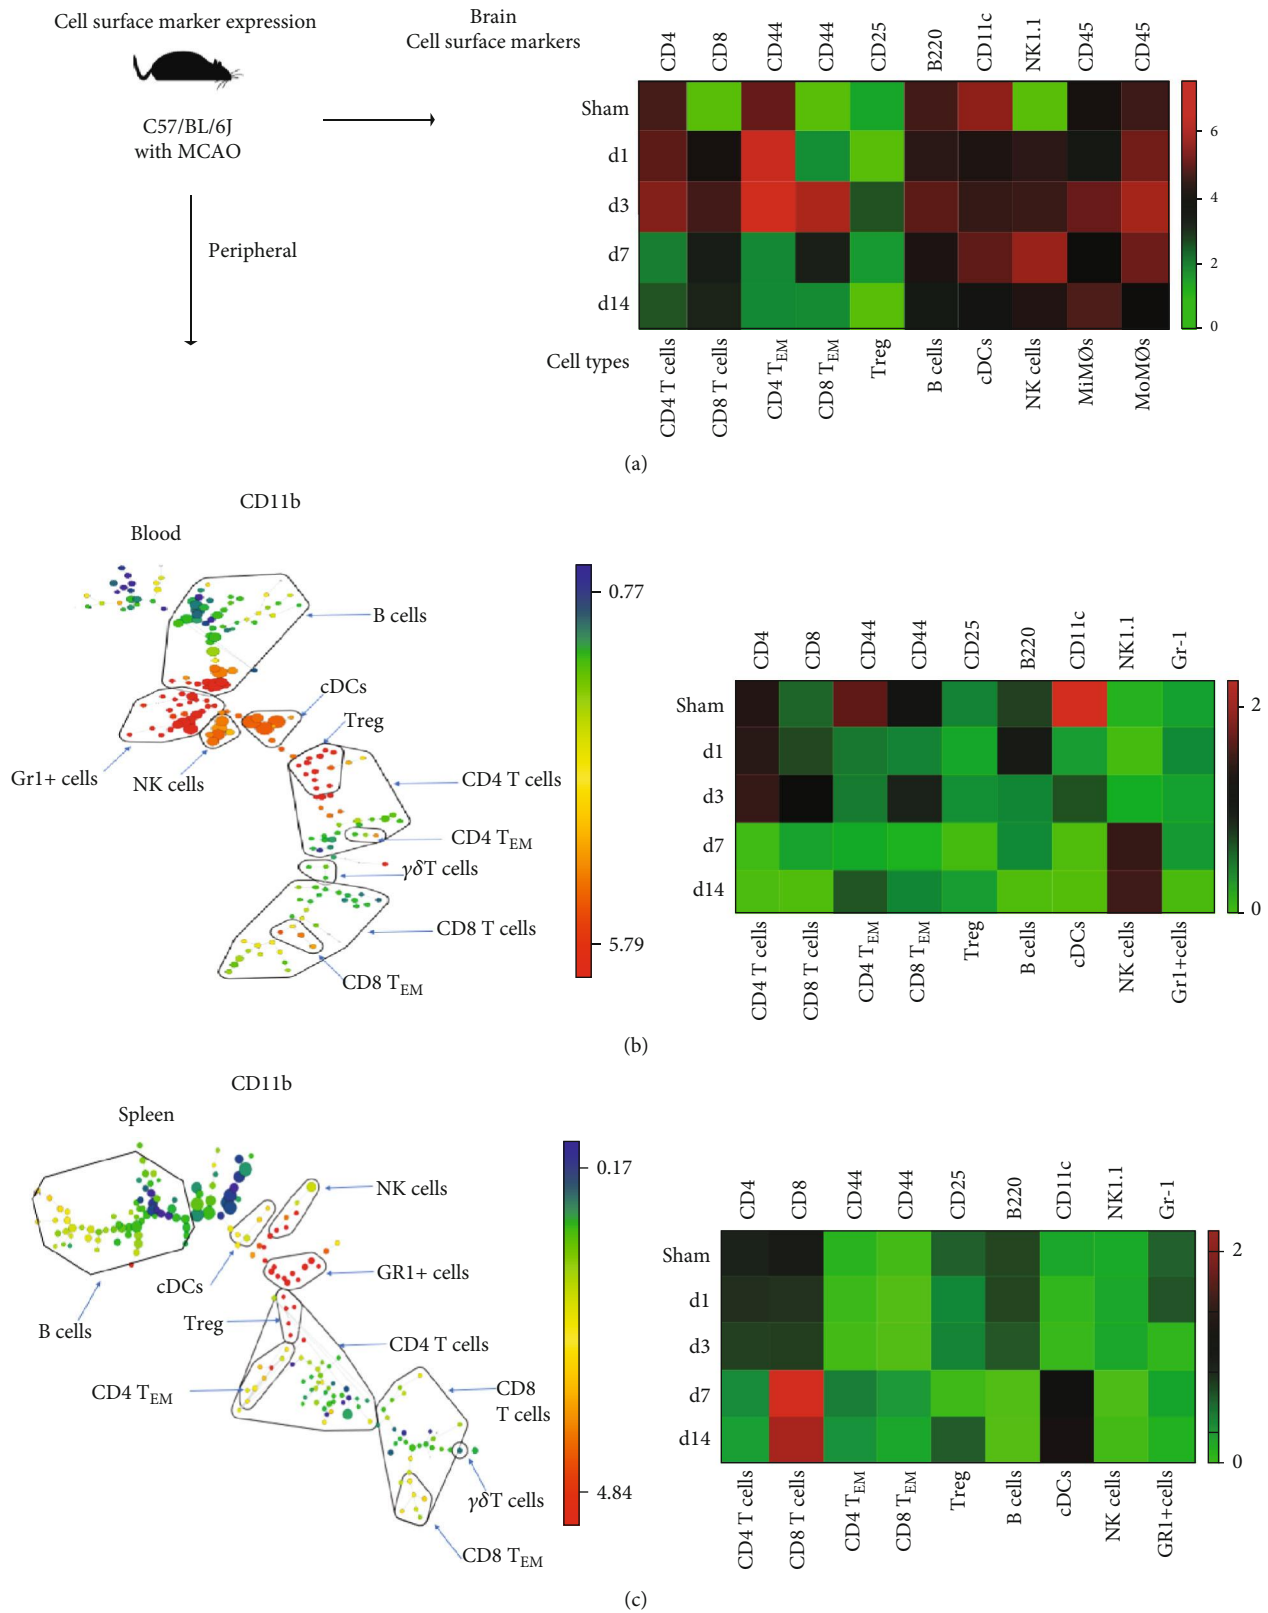 Cell surface marker expression
C57/BL/6J
with MCAO
Peripheral
Brain
Cell surface markers
CD4 CD8 CD44 CD44 CD25 B220 CD11c NK1.1 CD45 CD45
Sham
d1
d3
d7
d14
6
4
2
0
Cell types
CD4 T cells CD8 T cells CD4 TEM CD8 TEM Treg B cells cDCs NK cells MiMØs MoMØs
(a)
CD11b
Blood
B cells
cDCs
Treg
Gr1+ cells
NK cells
CD4 T cells
CD4 TEM
γδT cells
CD8 T cells
CD8 TEM
0.77
5.79
CD4 CD8 CD44 CD44 CD25 B220 CD11c NK1.1 Gr-1
Sham
d1
d3
d7
d14
2
0
CD4 T cells CD8 T cells CD4 TEM CD8 TEM Treg B cells cDCs NK cells Gr1+cells
(b)
CD11b
Spleen
NK cells
cDCs
GR1+ cells
B cells
Treg
CD4 T cells
CD4 TEM
CD8
T cells
γδT cells
CD8 TEM
0.17
4.84
CD4 CD8 CD44 CD44 CD25 B220 CD11c NK1.1 Gr-1
Sham
d1
d3
d7
d14
2
0
CD4 T cells CD8 T cells CD4 TEM CD8 TEM Treg B cells cDCs NK cells GR1+cells
(c)